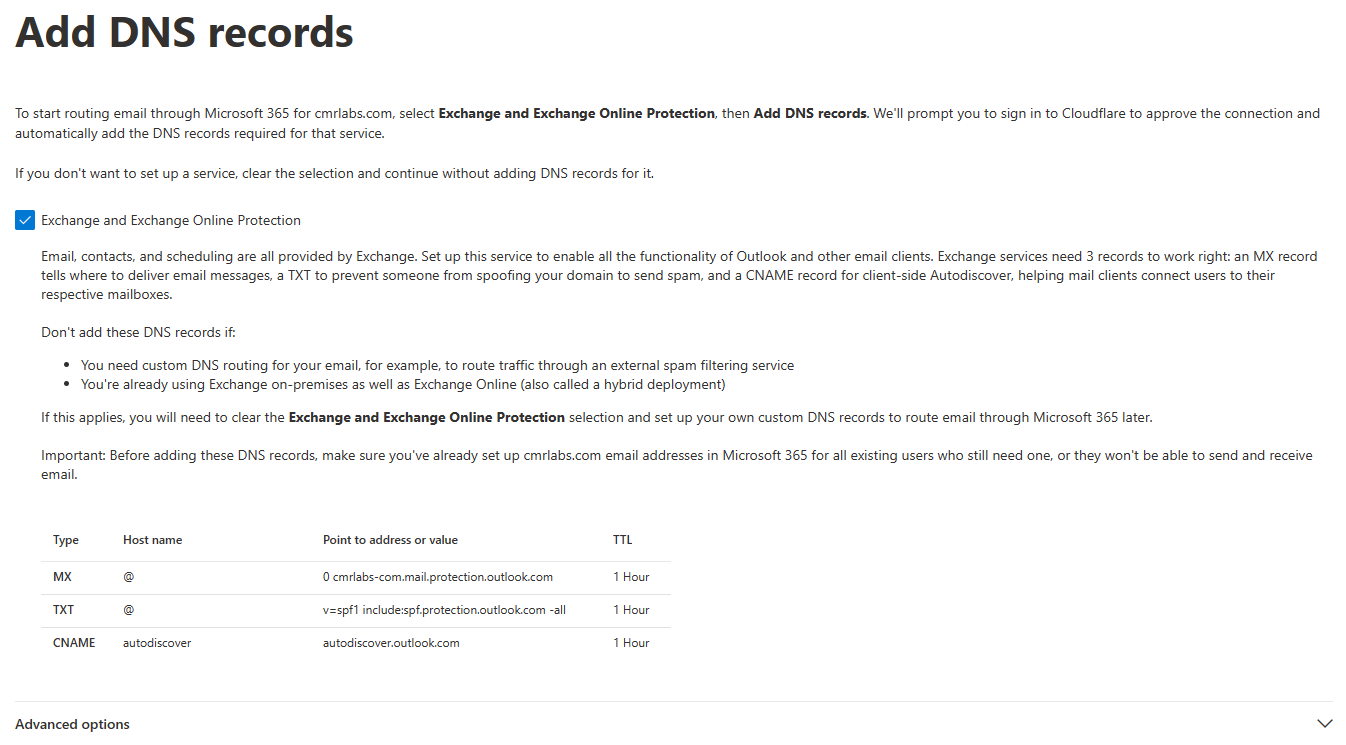 Add DNS records
To start routing email through Microsoft 365 for cmrlabs.com, select Exchange and Exchange Online Protection, then Add DNS records. We'll prompt you to sign in to Cloudflare to approve the connection and
automatically add the DNS records required for that service.
If you don't want to set up a service, clear the selection and continue without adding DNS records for it.
Exchange and Exchange Online Protection
Email, contacts, and scheduling are all provided by Exchange. Set up this service to enable all the functionality of Outlook and other email clients. Exchange services need 3 records to work right: an MX record
tells where to deliver email messages, a TXT to prevent someone from spoofing your domain to send spam, and a CNAME record for client-side Autodiscover, helping mail clients connect users to their
respective mailboxes.
Don't add these DNS records if:
• You need custom DNS routing for your email, for example, to route traffic through an external spam filtering service
• You're already using Exchange on-premises as well as Exchange Online (also called a hybrid deployment)
If this applies, you will need to clear the Exchange and Exchange Online Protection selection and set up your own custom DNS records to route email through Microsoft 365 later.
Important: Before adding these DNS records, make sure you've already set up cmrlabs.com email addresses in Microsoft 365 for all existing users who still need one, or they won't be able to send and receive
email.
Type Host name Point to address or value TTL
MX @ 0 cmrlabs-com.mail.protection.outlook.com 1 Hour
TXT @ v=spf1 include:spf.protection.outlook.com -all 1 Hour
CNAME autodiscover autodiscover.outlook.com 1 Hour
Advanced options